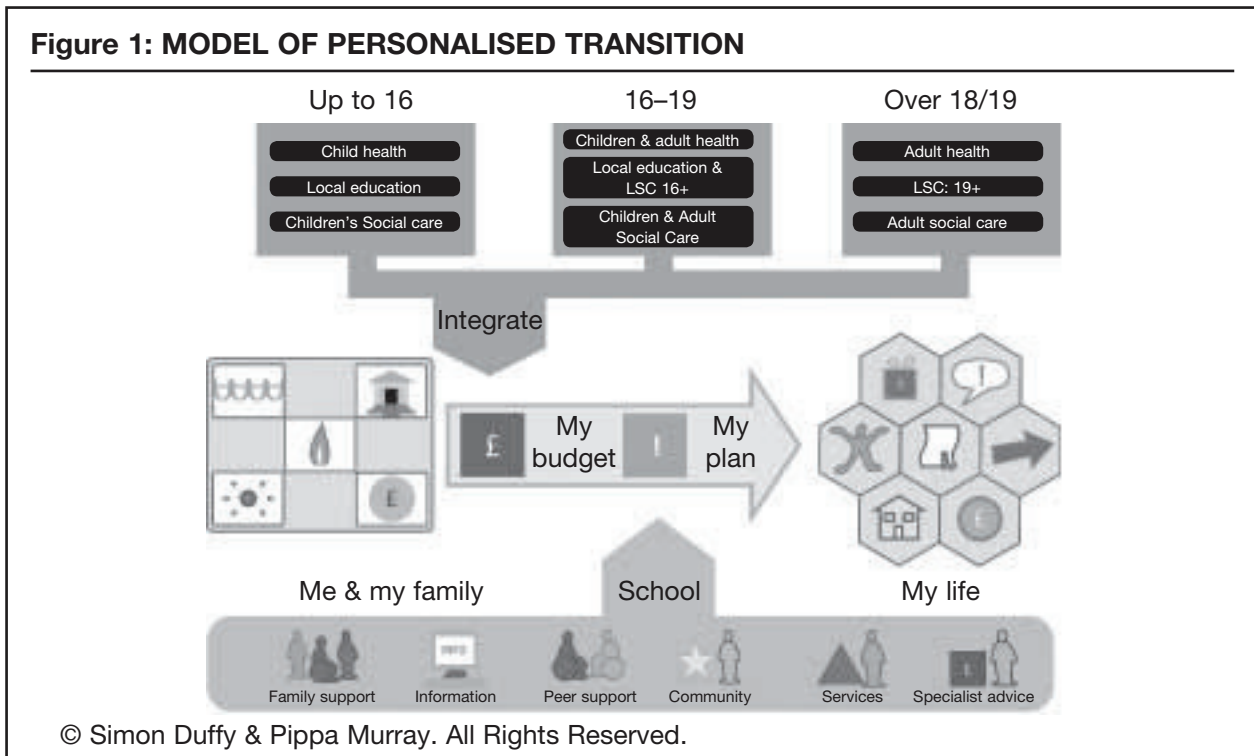 Figure 1: MODEL OF PERSONALISED TRANSITION
Up to 16
16–19
Over 18/19
Child health
Local education
Children's Social care
Children & adult health
Local education &
LSC 16+
Children & Adult
Social Care
Adult health
LSC: 19+
Adult social care
Integrate
£
My
budget
My
plan
£
£
Me & my family
School
My life
Family support
Information
Peer support
Community
Services
Specialist advice
© Simon Duffy & Pippa Murray. All Rights Reserved.